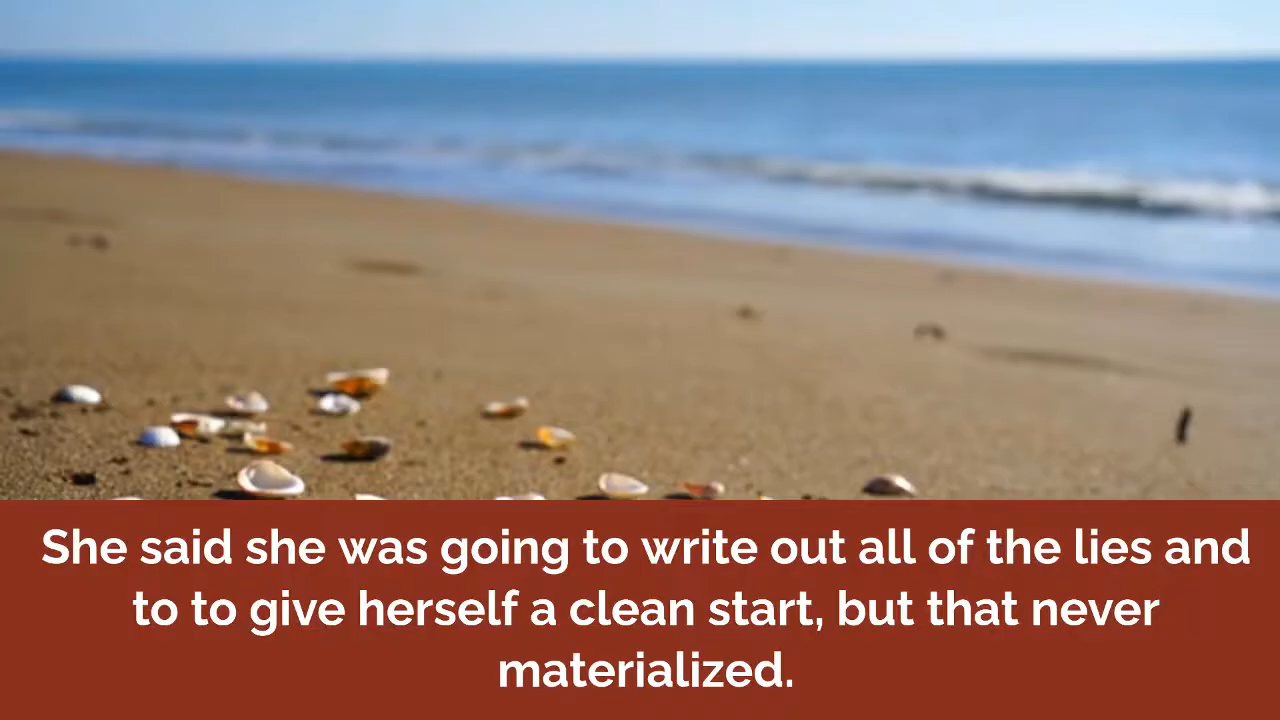 She said she was going to write out all of the lies and
to to give herself a clean start, but that never
materialized.